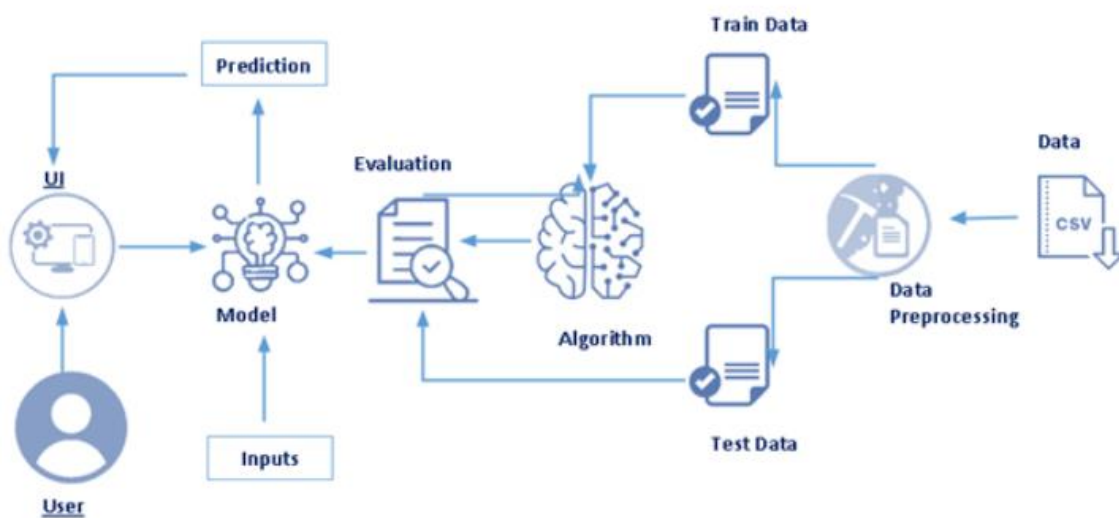 Train Data
Prediction
Evaluation
Data
UI
CSV
Model
Data
Preprocessing
Algorithm
Test Data
Inputs
User